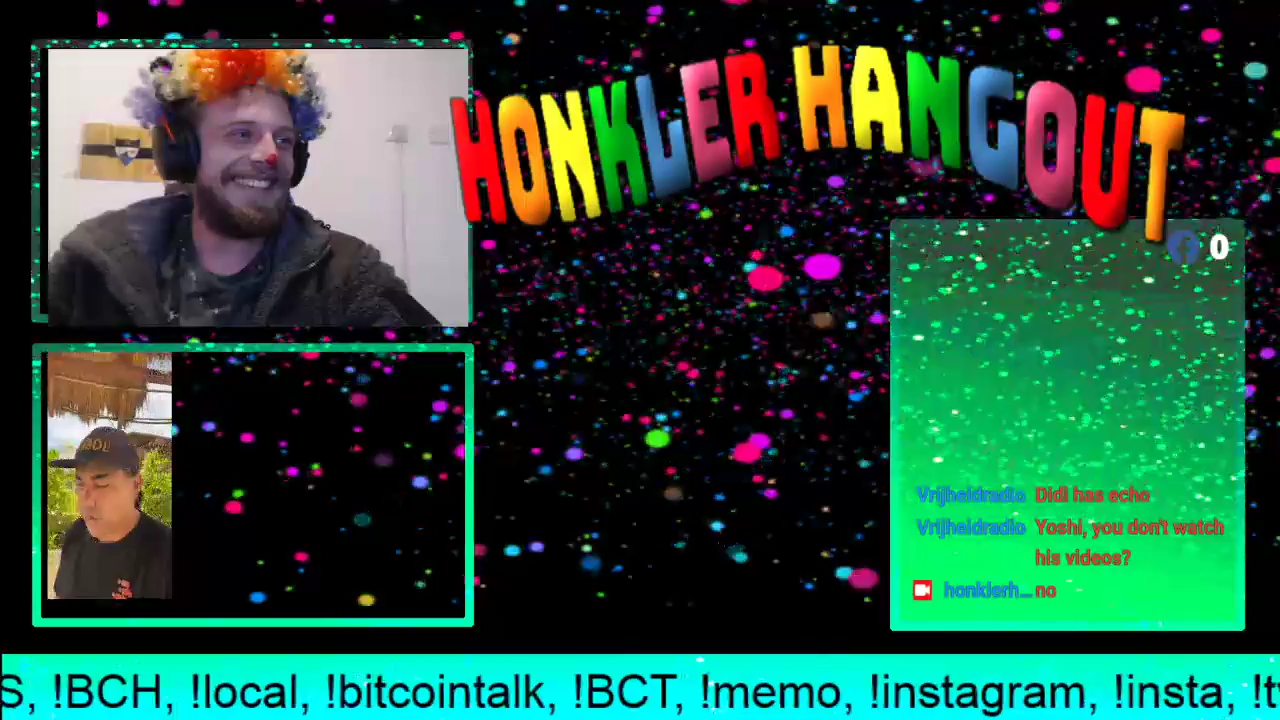 HONKLER HANGOUT
0
Vrijheidradio Didi has echo
Vrijheidradio Yoshi, you don't watch
his videos?
honklerh... no
S, !BCH, !local, !bitcointalk, !BCT, !memo, !instagram, !insta, !t